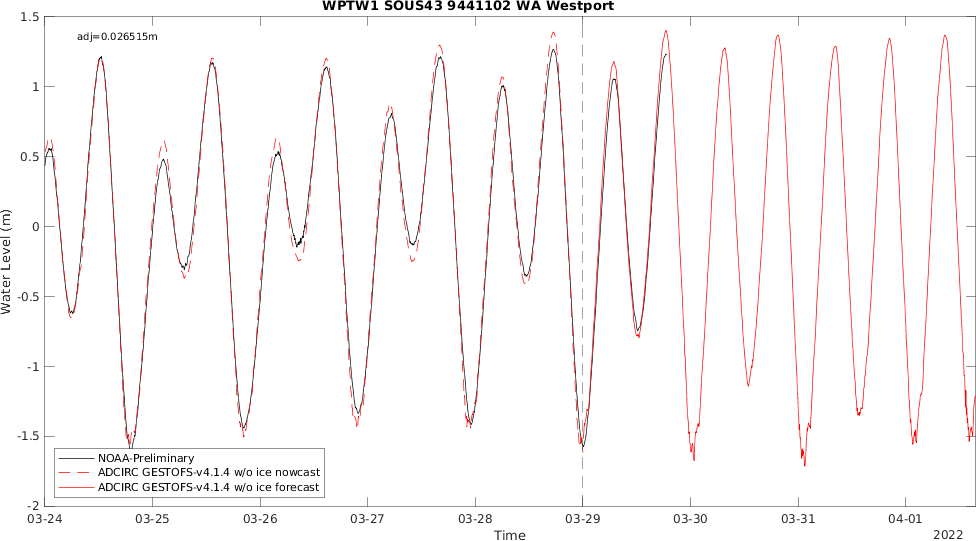 WPTW1 SOUS43 9441102 WA Westport
adj=0.026515m
1.5
1
0.5
0
-0.5
-1
-1.5
-2
Water Level (m)
NOAA-Preliminary
ADCIRC GESTOFS-v4.1.4 w/o ice nowcast
ADCIRC GESTOFS-v4.1.4 w/o ice forecast
03-24 03-25 03-26 03-27 03-28 03-29 03-30 03-31 04-01
Time
2022